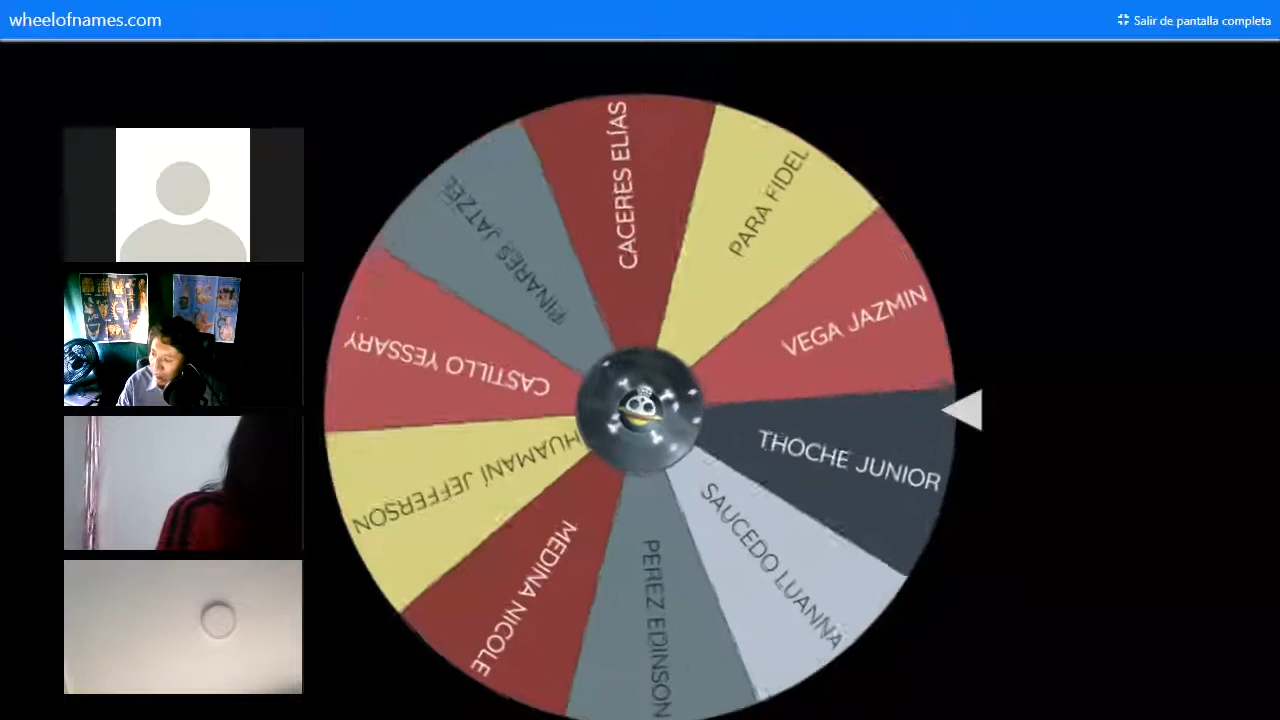 wheelofnames.com
Salir de pantalla completa
CACERES ELÍAS
PARA FIDEL
VEGA JAZMIN
THOCHE JUNIOR
SAUCEDO LUANNA
PEREZ EDINSON
MEDINA NICOLE
HUAMANÍ JEFFERSON
CASTILLO YESSARY
PINARES JATZEL